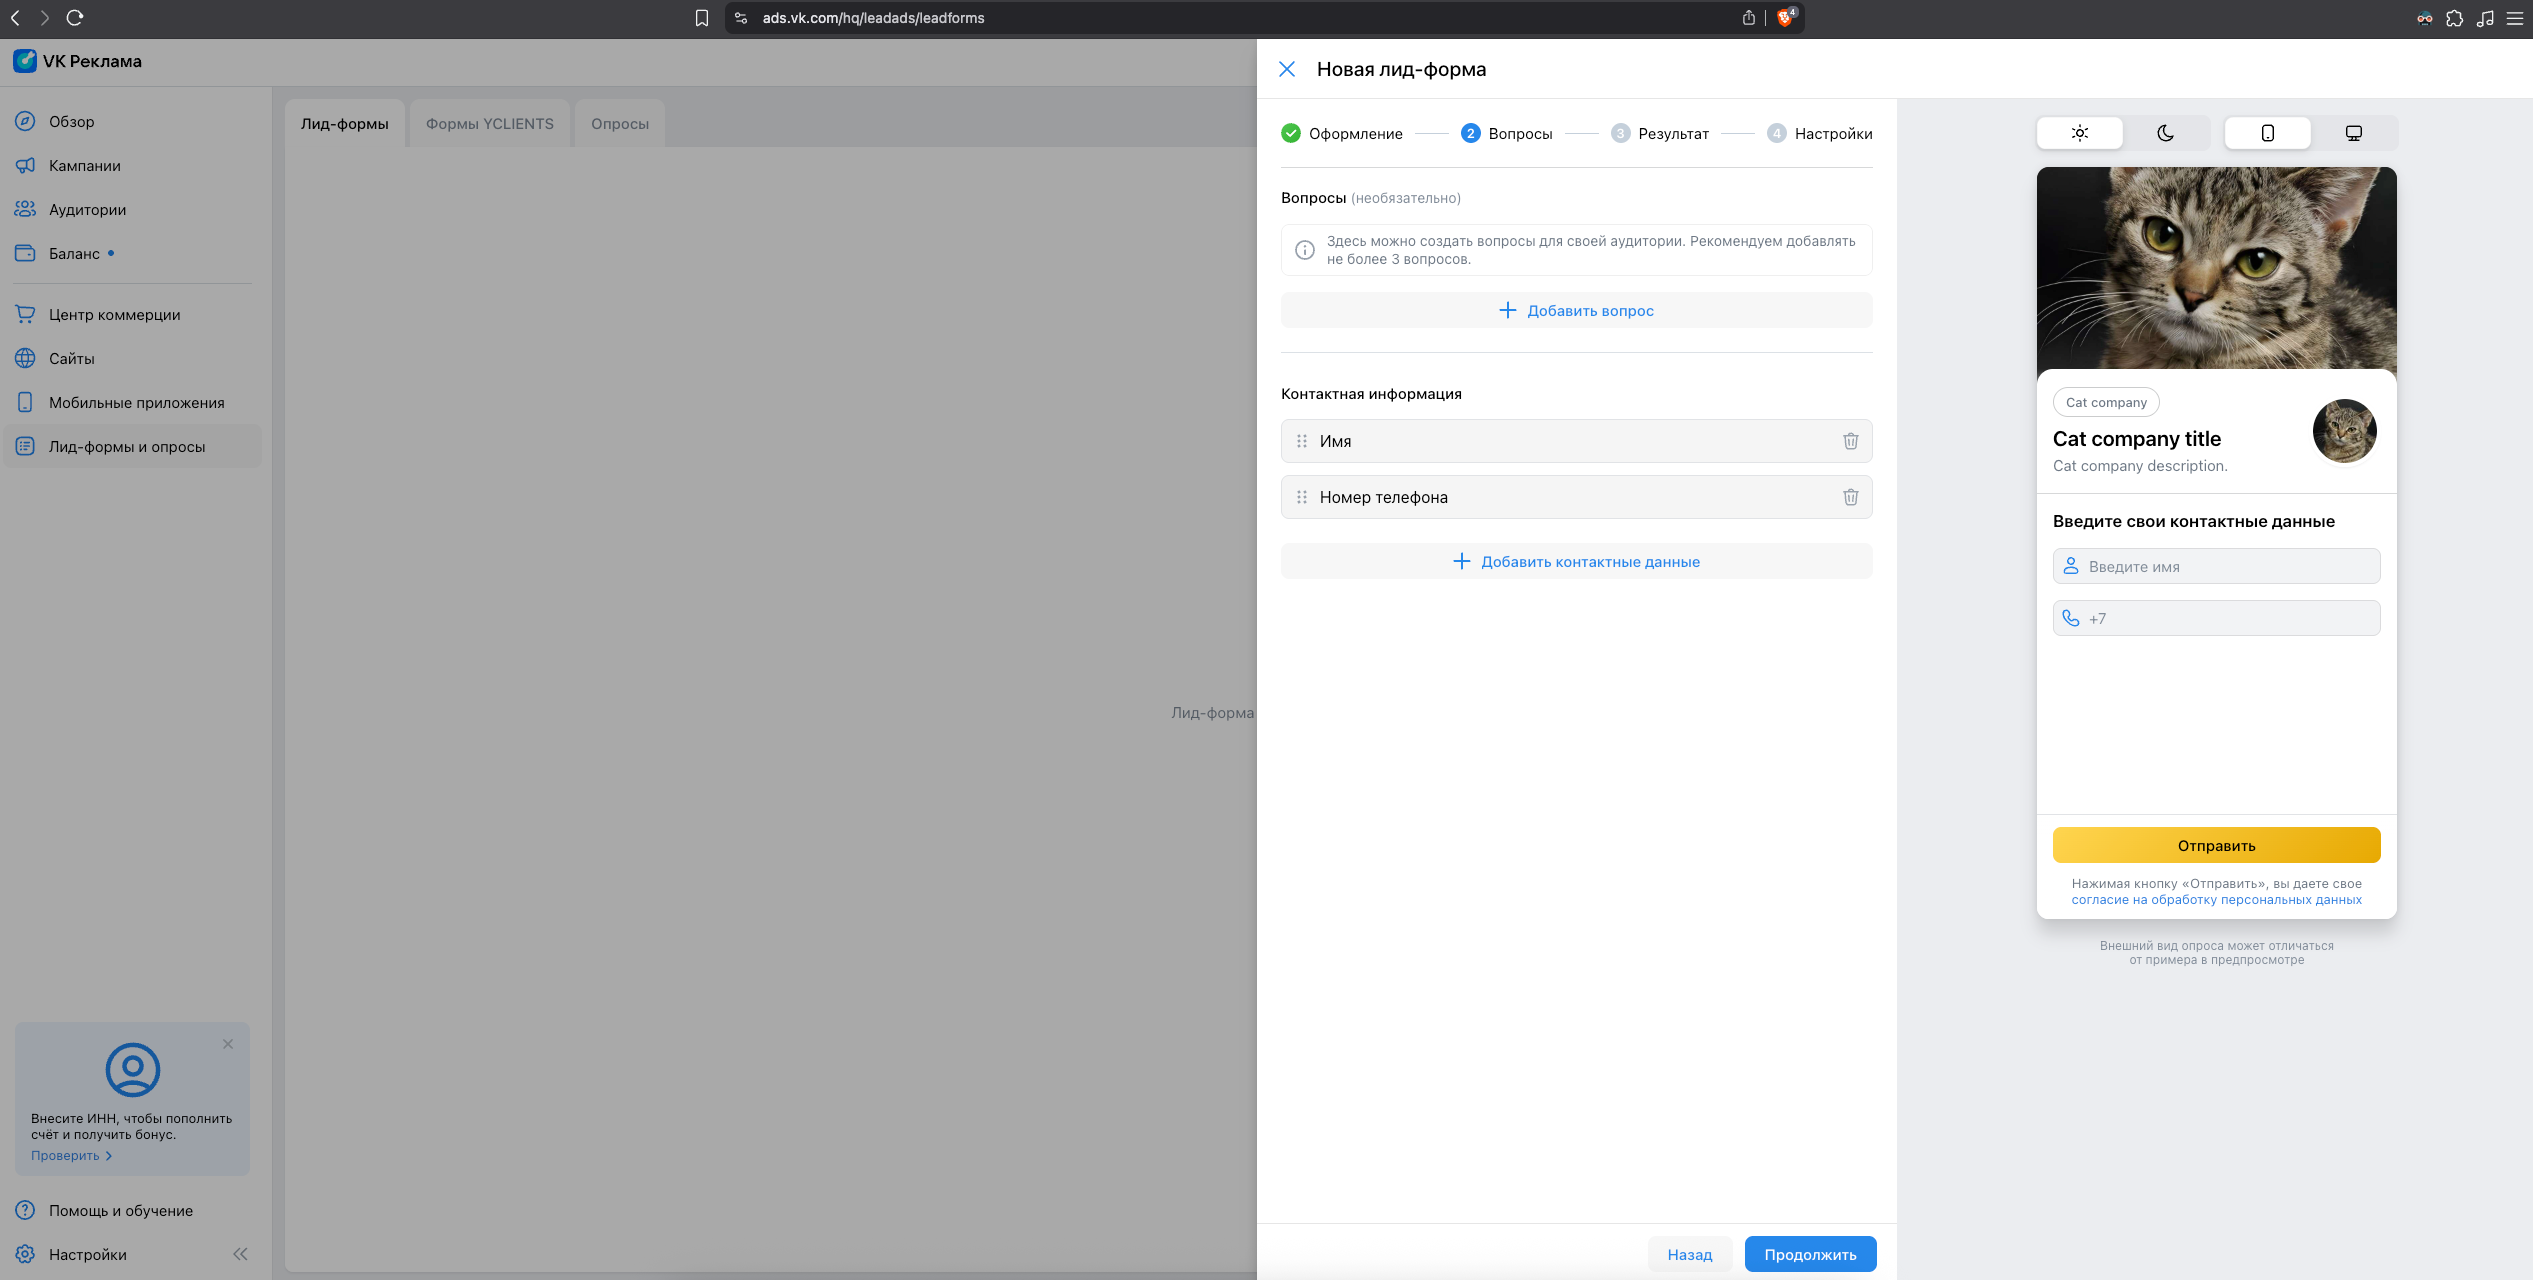 ads.vk.com/hq/leadads/leadforms
4
VK Реклама
Обзор
Кампании
Аудитории
Баланс
Центр коммерции
Сайты
Мобильные приложения
Лид-формы и опросы
Внесите ИНН, чтобы пополнить
счёт и получить бонус.
Проверить
Помощь и обучение
Настройки
Лид-формы
Формы YCLIENTS
Опросы
Лид-форма
Новая лид-форма
Оформление
2 Вопросы
3 Результат
4 Настройки
Вопросы (необязательно)
Здесь можно создать вопросы для своей аудитории. Рекомендуем добавлять
не более 3 вопросов.
Добавить вопрос
Контактная информация
Имя
Номер телефона
Добавить контактные данные
Назад
Продолжить
Cat company
Cat company title
Cat company description.
Введите свои контактные данные
Введите имя
+7
Отправить
Нажимая кнопку «Отправить», вы даете свое
согласие на обработку персональных данных
Внешний вид опроса может отличаться
от примера в предпросмотре